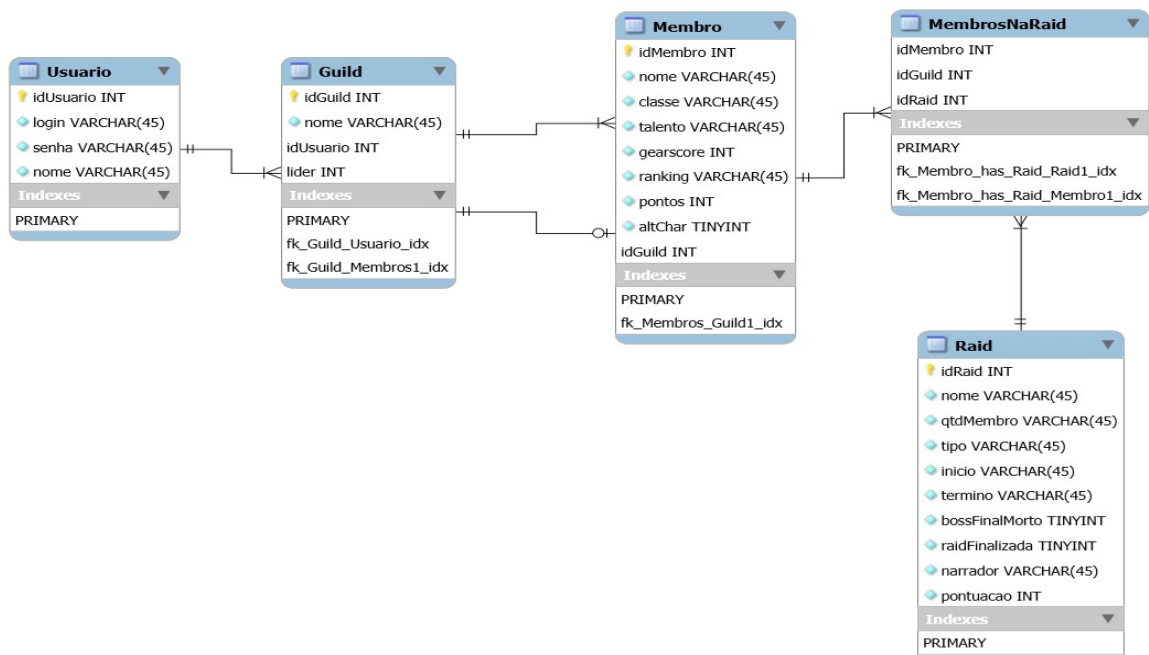 Usuario
idUsuario INT
login VARCHAR(45)
senha VARCHAR(45)
nome VARCHAR(45)
Indexes
PRIMARY
Guild
idGuild INT
nome VARCHAR(45)
idUsuario INT
lider INT
Indexes
PRIMARY
fk_Guild_Usuario_idx
fk_Guild_Membros1_idx
Membro
idMembro INT
nome VARCHAR(45)
classe VARCHAR(45)
talento VARCHAR(45)
gearscore INT
ranking VARCHAR(45)
pontos INT
altChar TINYINT
idGuild INT
Indexes
PRIMARY
fk_Membros_Guild1_idx
MembrosNaRaid
idMembro INT
idGuild INT
idRaid INT
Indexes
PRIMARY
fk_Membro_has_Raid_Raid1_idx
fk_Membro_has_Raid_Membro1_idx
Raid
idRaid INT
nome VARCHAR(45)
qtdMembro VARCHAR(45)
tipo VARCHAR(45)
inicio VARCHAR(45)
termino VARCHAR(45)
bossFinalMorto TINYINT
raidFinalizada TINYINT
narrador VARCHAR(45)
pontuacao INT
Indexes
PRIMARY